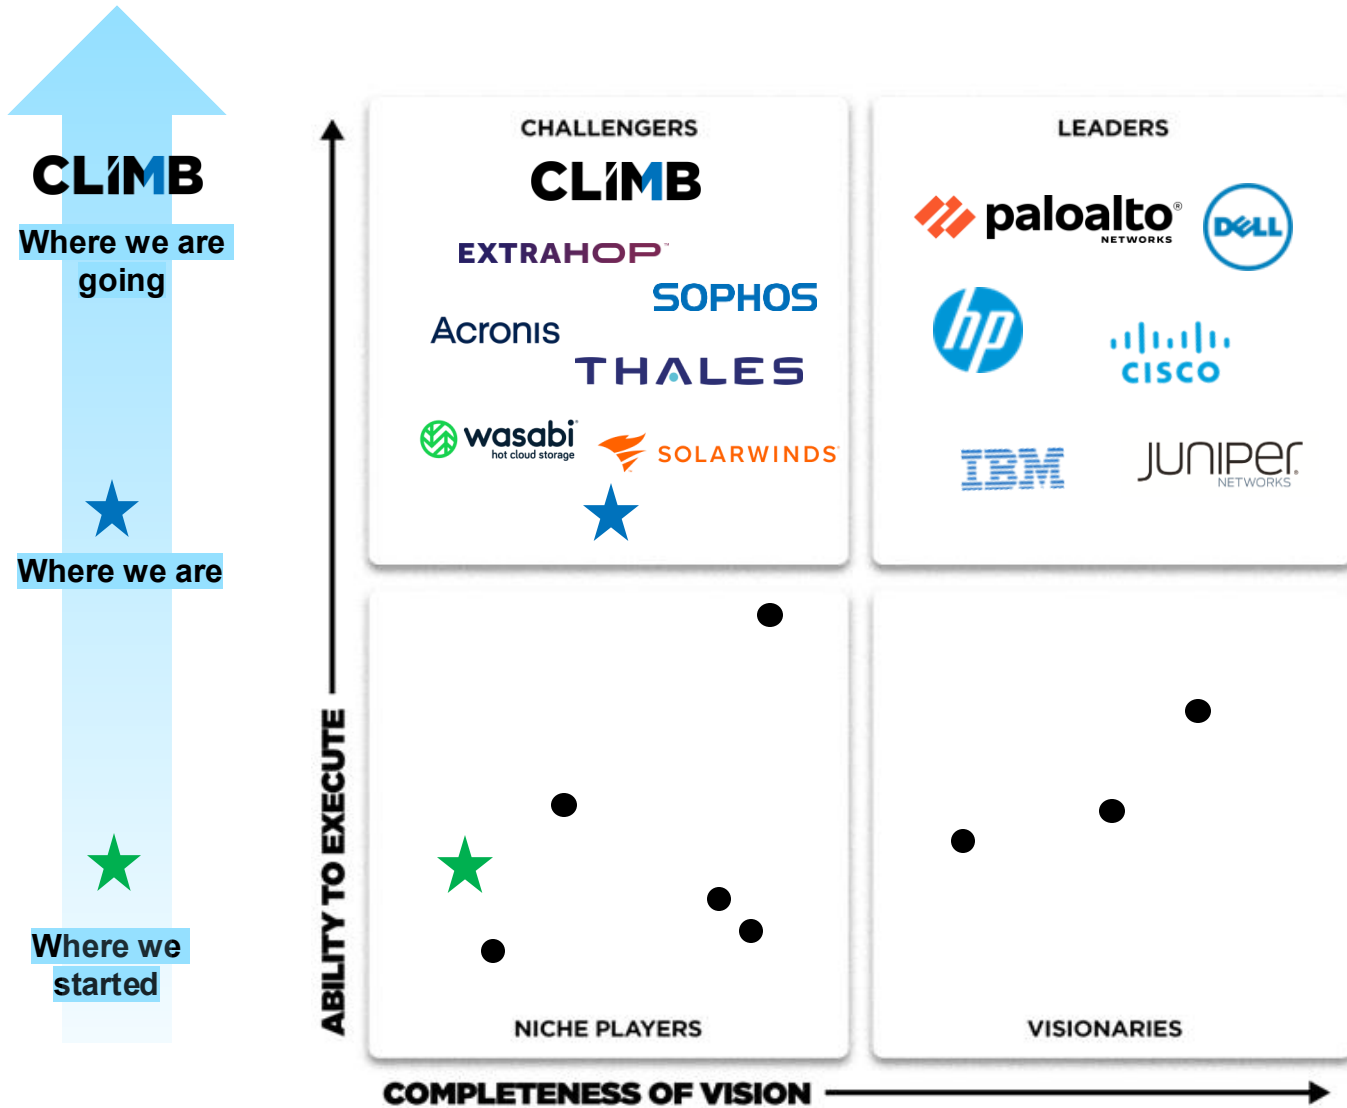 CLIMB
Where we are
going
Where we are
Where we
started
ABILITY TO EXECUTE
CHALLENGERS
CLIMB
EXTRAHOP™
SOPHOS
Acronis
THALES
wasabi
hot cloud storage
SOLARWINDS
LEADERS
paloalto®
NETWORKS
DELL
hp
CISCO
IBM
JUNIPEr
NETWORKS
NICHE PLAYERS
VISIONARIES
COMPLETENESS OF VISION